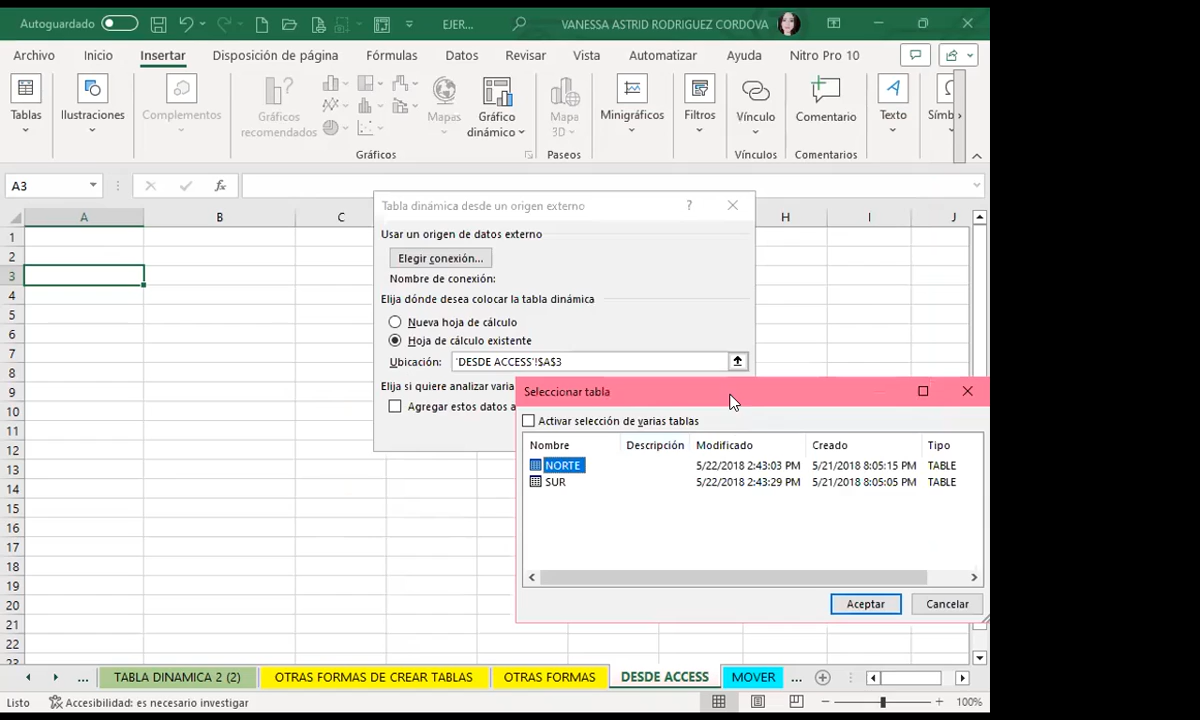 Autoguardado EJER... VANESSA ASTRID RODRIGUEZ CORDOVA
Archivo Inicio Insertar Disposición de página Fórmulas Datos Revisar Vista Automatizar Ayuda Nitro Pro 10
Tablas Ilustraciones Complementos Gráficos recomendados Mapas Gráfico dinámico Mapa 3D Minigráficos Filtros Vínculo Comentario Texto Símb
Gráficos Paseos Vínculos Comentarios
A3 fx
A B C H I J
1
2
3
4
5
6
7
8
9
10
11
12
13
14
15
16
17
18
19
20
21
22
23
Tabla dinámica desde un origen externo ?
Usar un origen de datos externo
Elegir conexión...
Nombre de conexión:
Elija dónde desea colocar la tabla dinámica
Nueva hoja de cálculo
Hoja de cálculo existente
Ubicación: 'DESDE ACCESS'!$A$3
Elija si quiere analizar varia
Agregar estos datos a
Seleccionar tabla
Activar selección de varias tablas
Nombre Descripción Modificado Creado Tipo
NORTE 5/22/2018 2:43:03 PM 5/21/2018 8:05:15 PM TABLE
SUR 5/22/2018 2:43:29 PM 5/21/2018 8:05:05 PM TABLE
Aceptar Cancelar
... TABLA DINAMICA 2 (2) OTRAS FORMAS DE CREAR TABLAS OTRAS FORMAS DESDE ACCESS MOVER ...
Listo Accesibilidad: es necesario investigar 100%